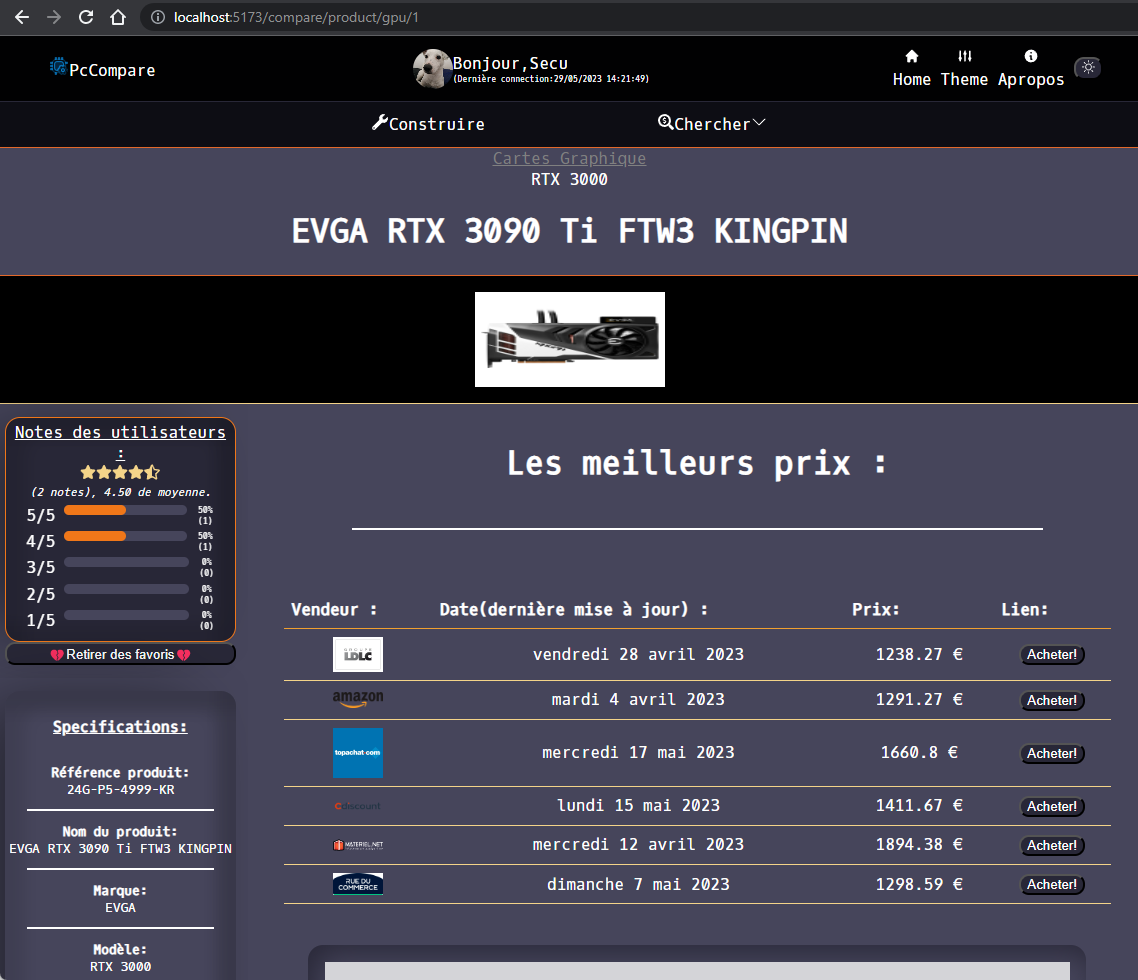 localhost:5173/compare/product/gpu/1
PcCompare
Bonjour,Secu
(Dernière connection:29/05/2023 14:21:49)
Home Theme Apropos
Construire
Chercher
Cartes Graphique
RTX 3000
EVGA RTX 3090 Ti FTW3 KINGPIN
Notes des utilisateurs
:
(2 notes), 4.50 de moyenne.
5/5 50%
(1)
4/5 50%
(1)
3/5 0%
(0)
2/5 0%
(0)
1/5 0%
(0)
Retirer des favoris
Specifications:
Référence produit:
24G-P5-4999-KR
Nom du produit:
EVGA RTX 3090 Ti FTW3 KINGPIN
Marque:
EVGA
Modèle:
RTX 3000
Les meilleurs prix :
Vendeur : Date(dernière mise à jour) : Prix: Lien:
GROUPE
LDLC vendredi 28 avril 2023 1238.27 € Acheter!
amazon mardi 4 avril 2023 1291.27 € Acheter!
topachat com mercredi 17 mai 2023 1660.8 € Acheter!
Cdiscount lundi 15 mai 2023 1411.67 € Acheter!
MATERIEL.NET mercredi 12 avril 2023 1894.38 € Acheter!
RUE DU
COMMERCE dimanche 7 mai 2023 1298.59 € Acheter!